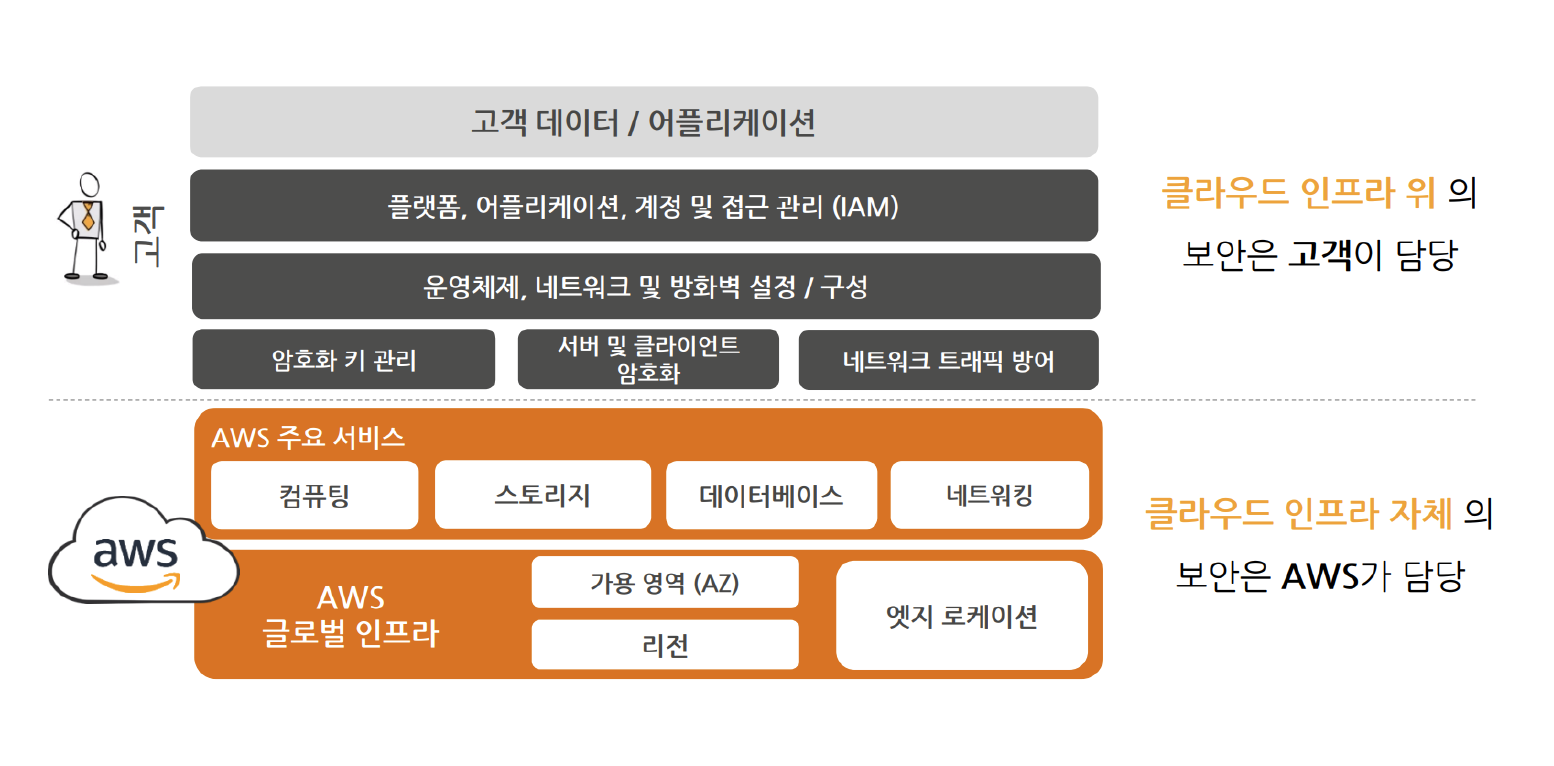 고객 데이터 / 어플리케이션
플랫폼, 어플리케이션, 계정 및 접근 관리 (IAM)
운영체제, 네트워크 및 방화벽 설정 / 구성
암호화 키 관리
서버 및 클라이언트
암호화
네트워크 트래픽 방어
고객
클라우드 인프라 위 의
보안은 고객이 담당
AWS 주요 서비스
컴퓨팅
스토리지
데이터베이스
네트워킹
aws
AWS
글로벌 인프라
가용 영역 (AZ)
리전
엣지 로케이션
클라우드 인프라 자체 의
보안은 AWS가 담당